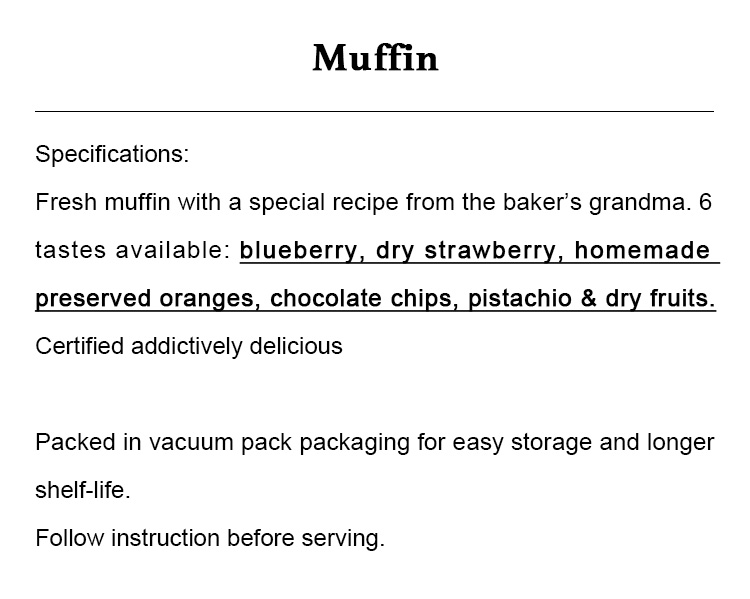 Muffin
Specifications:
Fresh muffin with a special recipe from the baker’s grandma. 6
tastes available: blueberry, dry strawberry, homemade
preserved oranges, chocolate chips, pistachio & dry fruits.
Certified addictively delicious
Packed in vacuum pack packaging for easy storage and longer
shelf-life.
Follow instruction before serving.